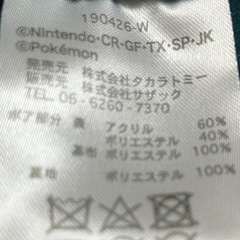 190426-W
©Nintendo・CR・GF・TX・SP・JK
©Pokémon
発売元 株式会社タカラトミー
販売元 株式会社サザック
TEL. 06-6260-7370
ボア部分 表 アクリル 60%
ポリエステル 40%
基布 ポリエステル 100%
裏地 ポリエステル 100%